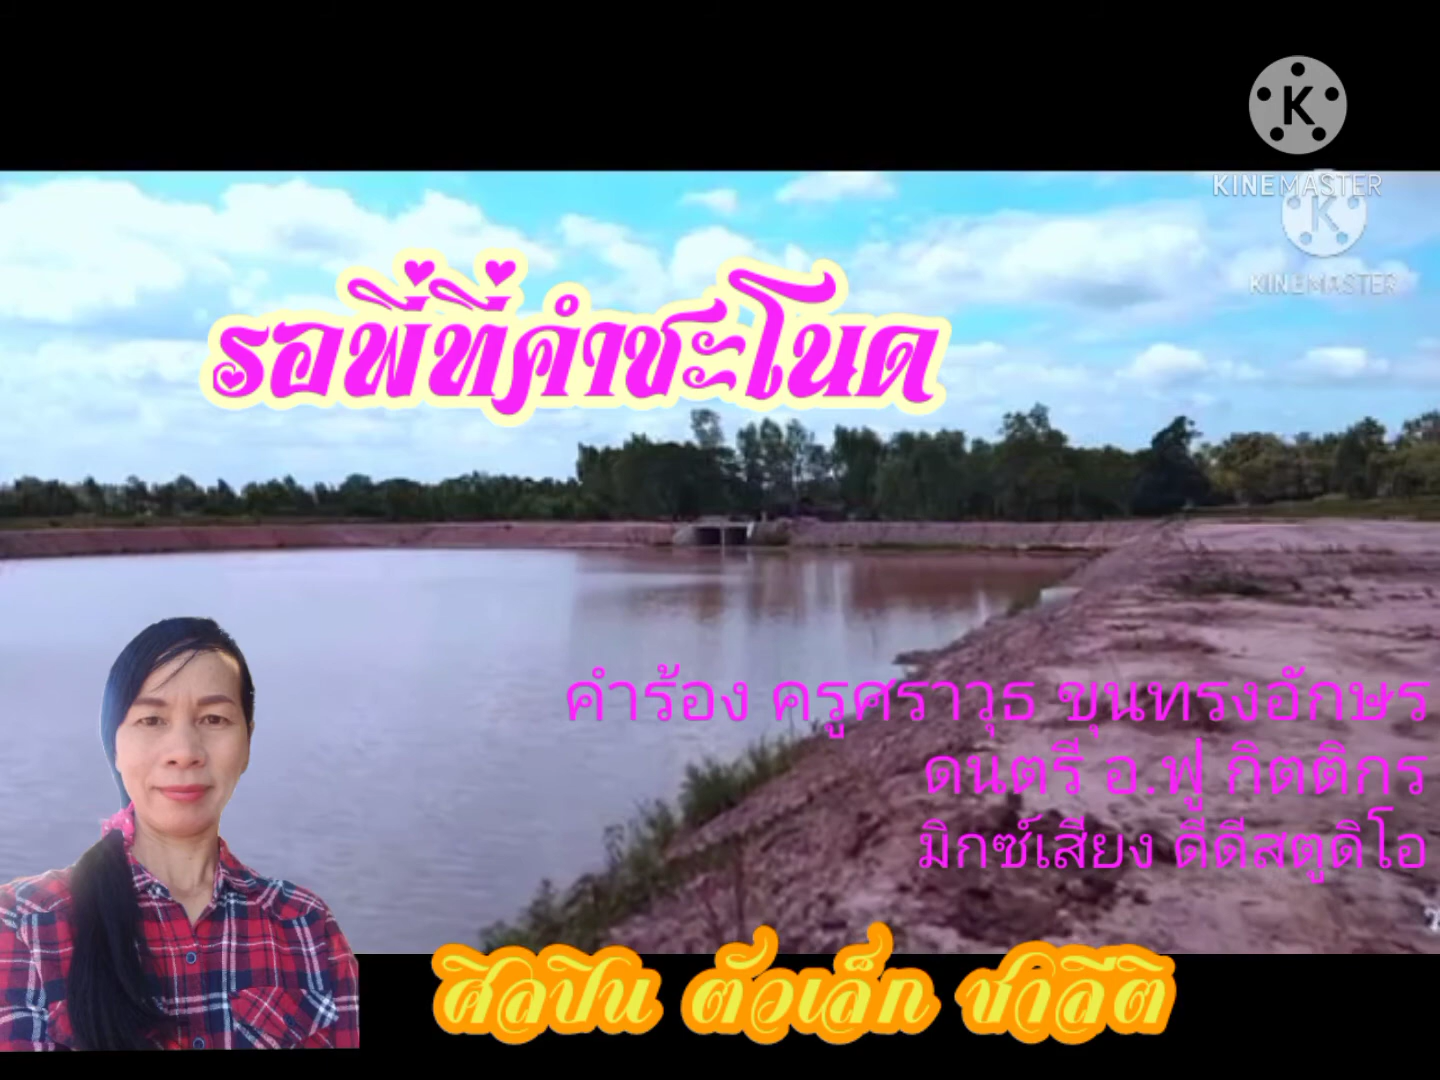 KINEMASTER
KINEMASTER
รอพี่ที่คำชะโนด
คำร้อง ครูศราวุธ ขุนทรงอักษร
ดนตรี อ.ฟู กิตติกร
มิกซ์เสียง ดีดีสตูดิโอ
ศิลปิน ตัวเล็ก ชาลีติ